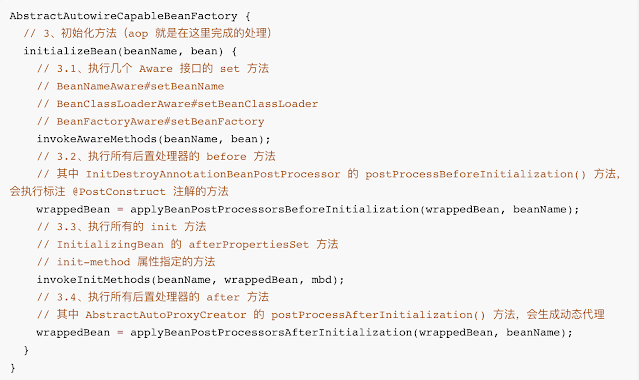 AbstractAutowireCapableBeanFactory {
// 3、初始化方法（aop 就是在这里完成的处理）
initializeBean(beanName, bean) {
// 3.1、执行几个 Aware 接口的 set 方法
// BeanNameAware#setBeanName
// BeanClassLoaderAware#setBeanClassLoader
// BeanFactoryAware#setBeanFactory
invokeAwareMethods(beanName, bean);
// 3.2、执行所有后置处理器的 before 方法
// 其中 InitDestroyAnnotationBeanPostProcessor 的 postProcessBeforeInitialization() 方法，
会执行标注 @PostConstruct 注解的方法
wrappedBean = applyBeanPostProcessorsBeforeInitialization(wrappedBean, beanName);
// 3.3、执行所有的 init 方法
// InitializingBean 的 afterPropertiesSet 方法
// init-method 属性指定的方法
invokeInitMethods(beanName, wrappedBean, mbd);
// 3.4、执行所有后置处理器的 after 方法
// 其中 AbstractAutoProxyCreator 的 postProcessAfterInitialization() 方法，会生成动态代理
wrappedBean = applyBeanPostProcessorsAfterInitialization(wrappedBean, beanName);
}
}